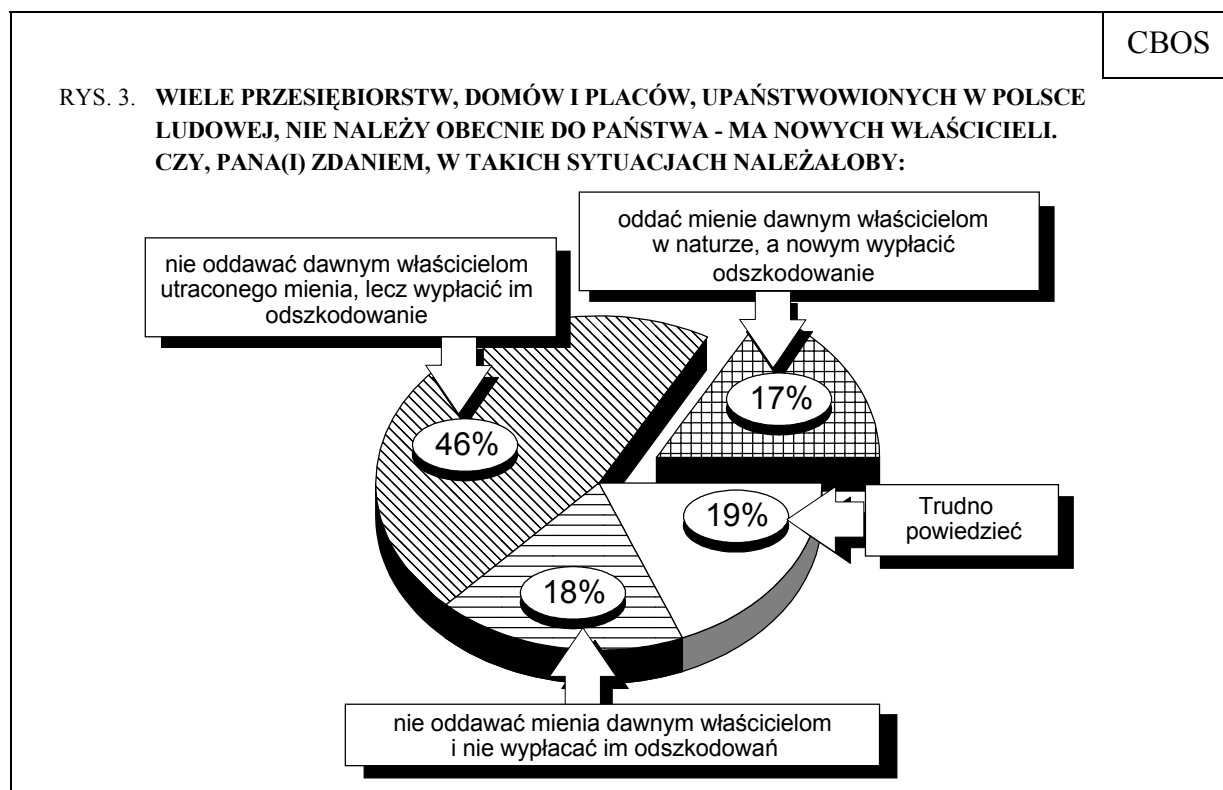 CBOS
RYS. 3. WIELE PRZESIĘBIORSTW, DOMÓW I PLACÓW, UPAŃSTWOWIONYCH W POLSCE
LUDOWEJ, NIE NALEŻY OBECNIE DO PAŃSTWA - MA NOWYCH WŁAŚCICIELI.
CZY, PANA(I) ZDANIEM, W TAKICH SYTUACJACH NALEŻAŁOBY:
oddać mienie dawnym właścicielom
w naturze, a nowym wypłacić
odszkodowanie
nie oddawać dawnym właścicielom
utraconego mienia, lecz wypłacić im
odszkodowanie
17%
46%
19%
Trudno
powiedzieć
18%
nie oddawać mienia dawnym właścicielom
i nie wypłacać im odszkodowań